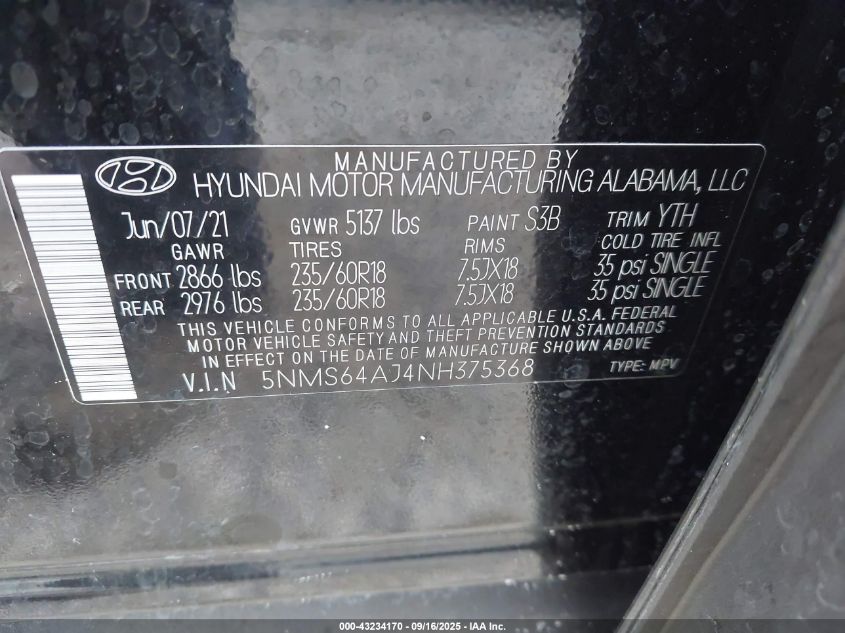 MANUFACTURED BY
HYUNDAI MOTOR MANUFACTURING ALABAMA, LLC
Jun/07/21 GVWR 5137 lbs PAINT S3B TRIM YTH
GAWR TIRES RIMS COLD TIRE INFL
FRONT 2866 lbs 235/60R18 7.5JX18 35 psi SINGLE
REAR 2976 lbs 235/60R18 7.5JX18 35 psi SINGLE
THIS VEHICLE CONFORMS TO ALL APPLICABLE U.S.A. FEDERAL
MOTOR VEHICLE SAFETY AND THEFT PREVENTION STANDARDS
IN EFFECT ON THE DATE OF MANUFACTURE SHOWN ABOVE
V.I.N 5NMS64AJ4NH375368 TYPE: MPV
000-43234170 - 09/16/2025 - IAA Inc.